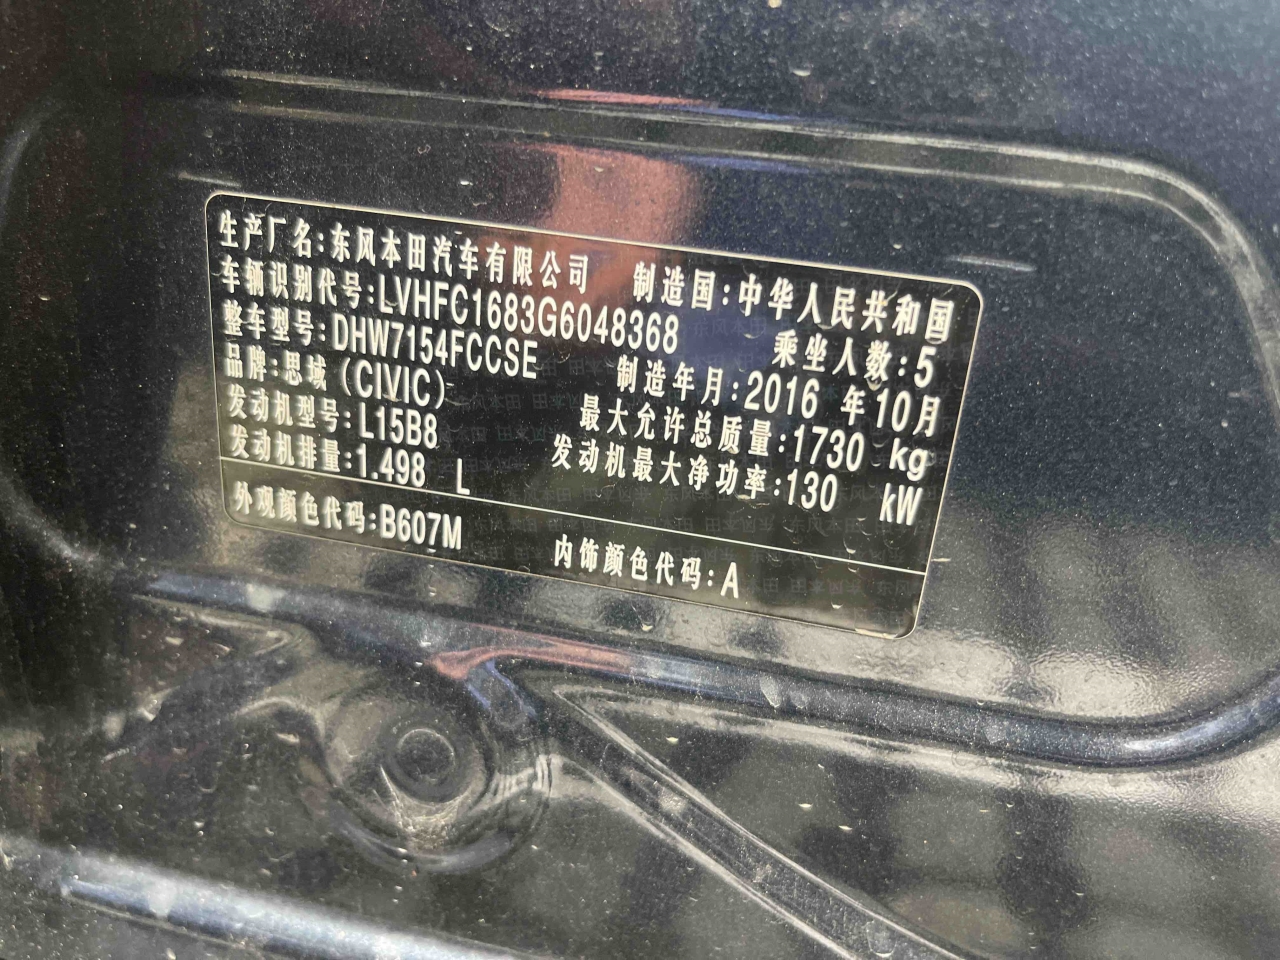 生产厂名:东风本田汽车有限公司 制造国:中华人民共和国
车辆识别代号:LVHFC1683G6048368 乘坐人数:5
整车型号:DHW7154FCCSE 制造年月:2016 年10月
品牌:思域(CIVIC) 最大允许总质量:1730 kg
发动机型号:L15B8 发动机最大净功率:130 kW
发动机排量:1.498 L
外观颜色代码:B607M 内饰颜色代码:A